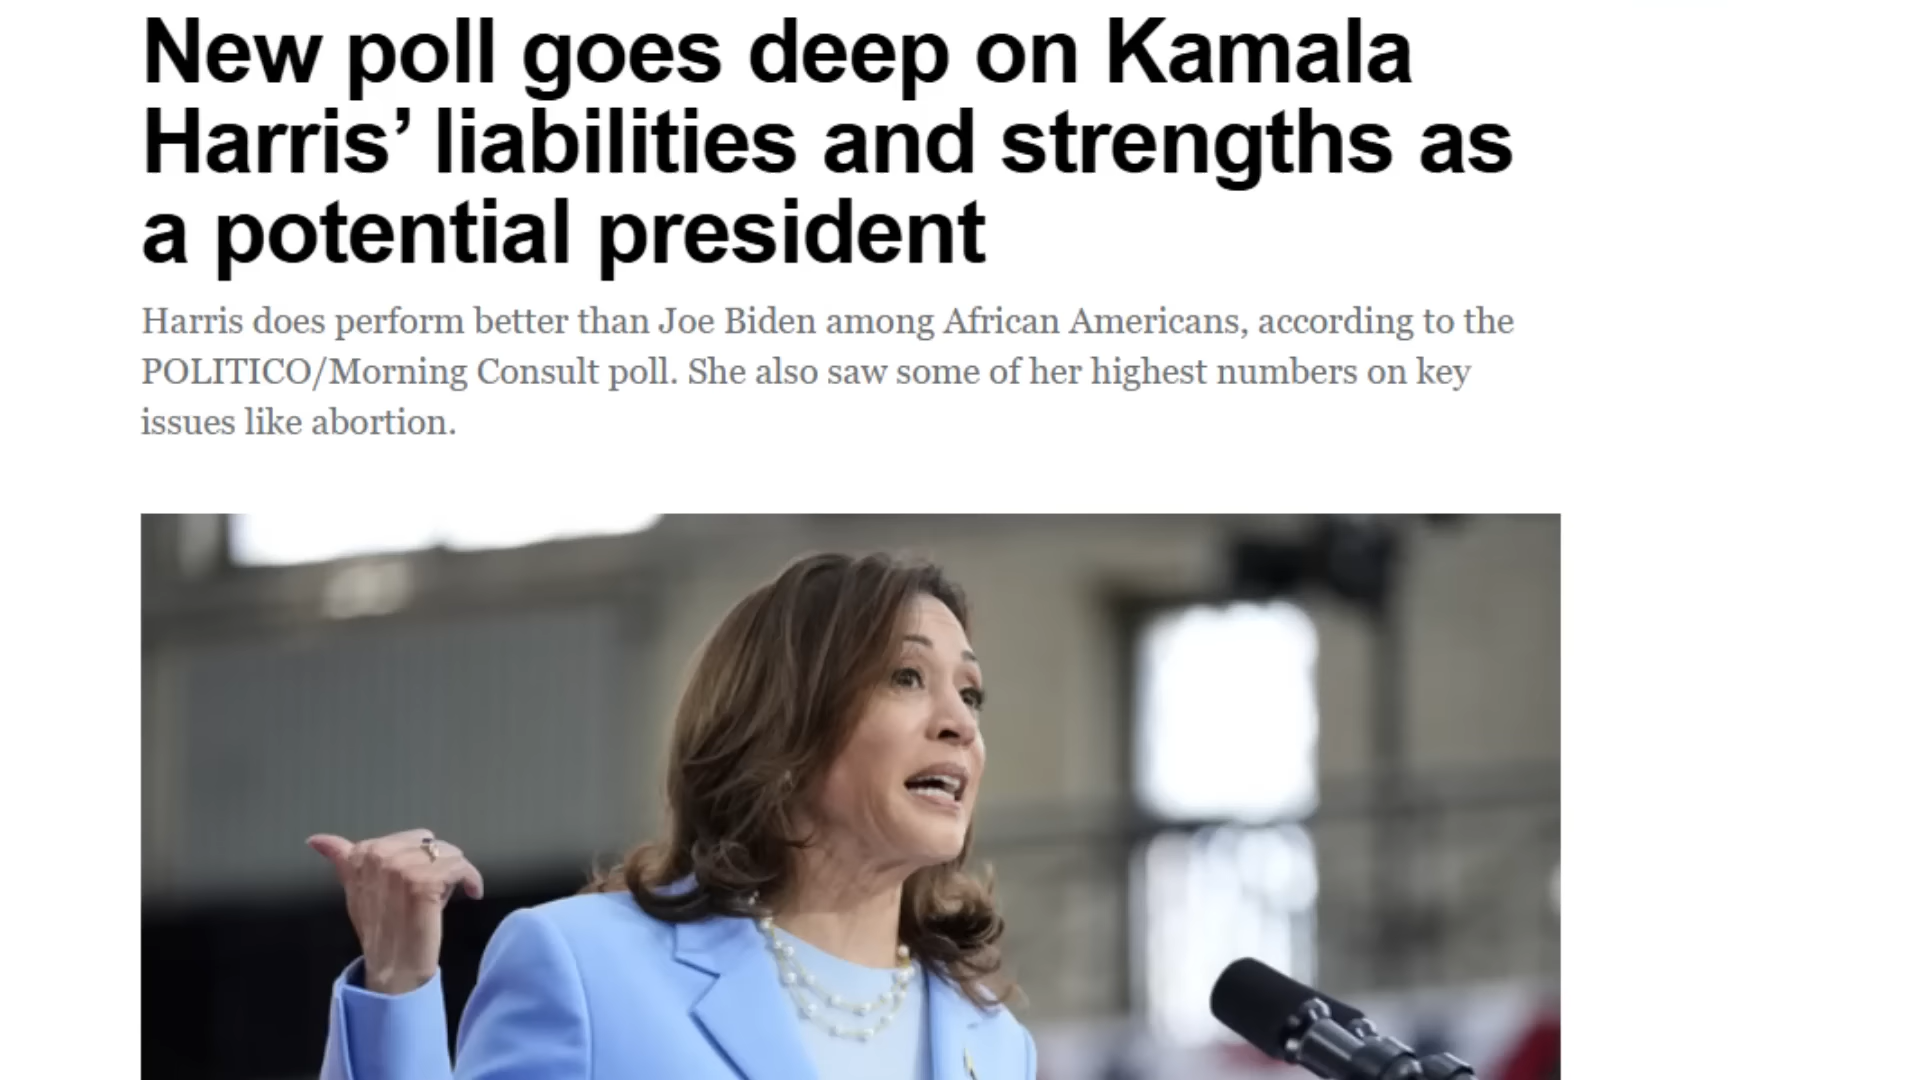 New poll goes deep on Kamala
Harris’ liabilities and strengths as
a potential president
Harris does perform better than Joe Biden among African Americans, according to the
POLITICO/Morning Consult poll. She also saw some of her highest numbers on key
issues like abortion.